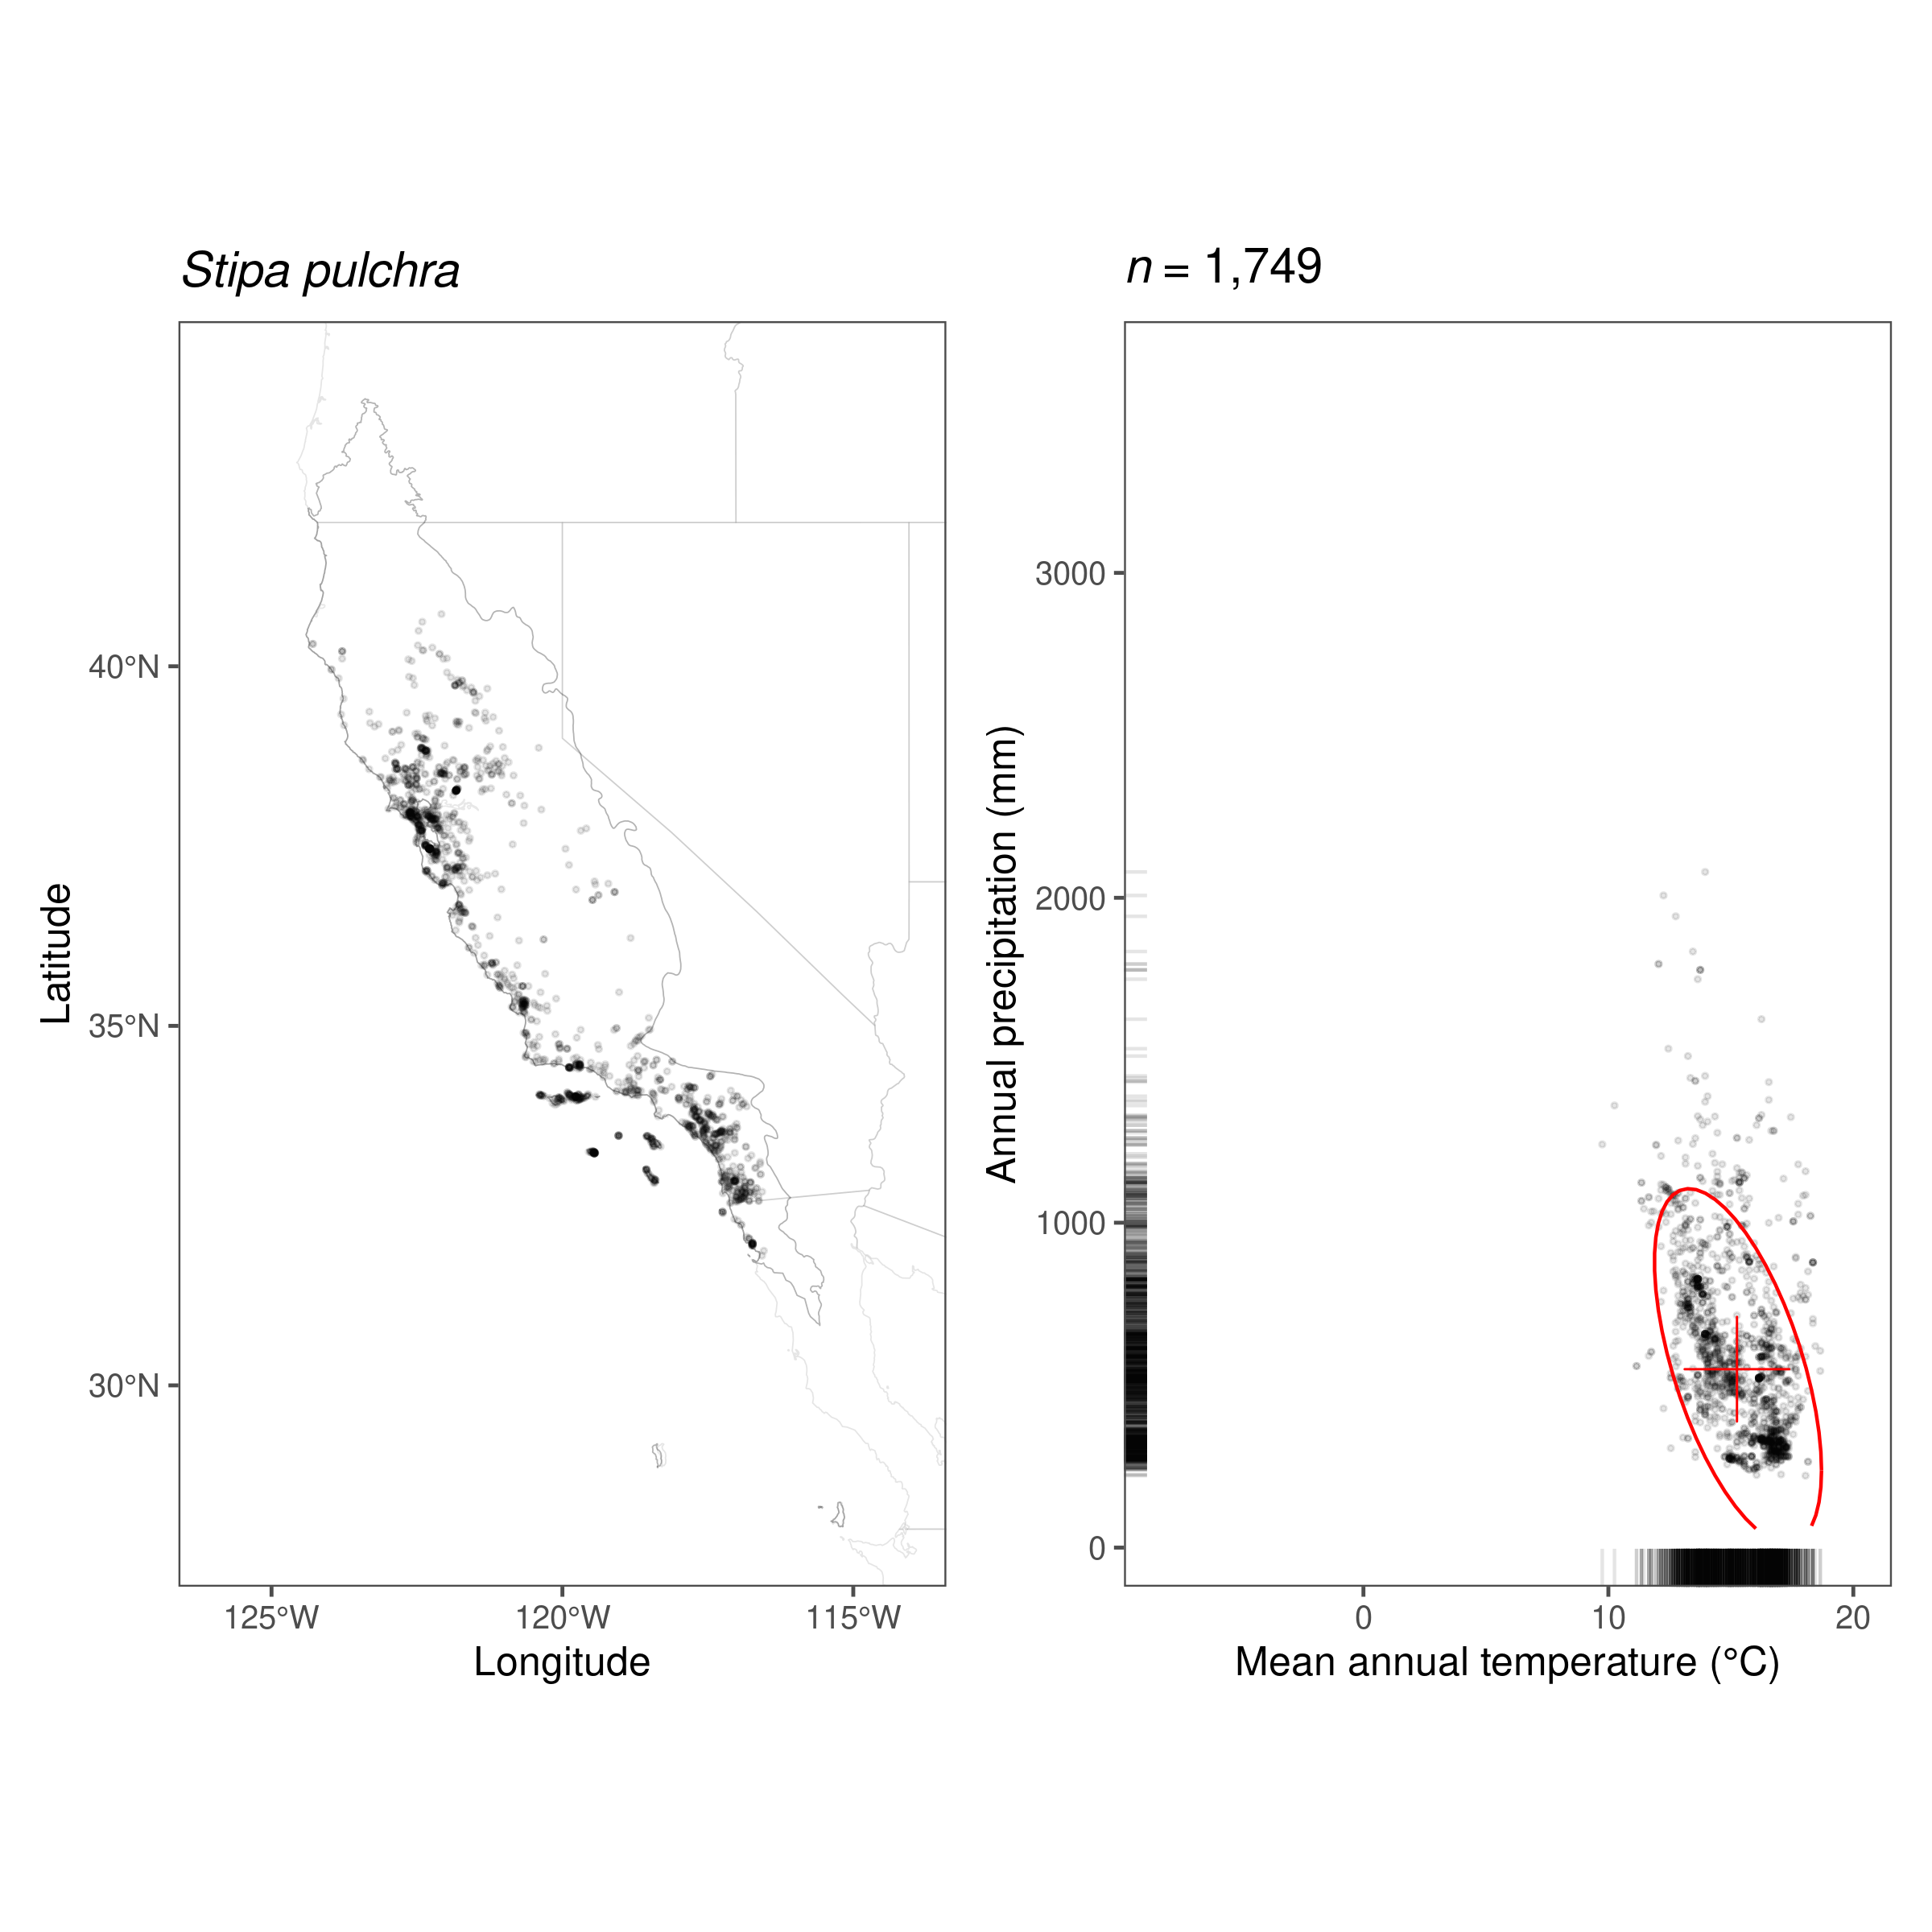 Stipa pulchra
n = 1,749
Latitude
40°N
35°N
30°N
125°W
120°W
115°W
Longitude
Annual precipitation (mm)
3000
2000
1000
0
0
10
20
Mean annual temperature (°C)